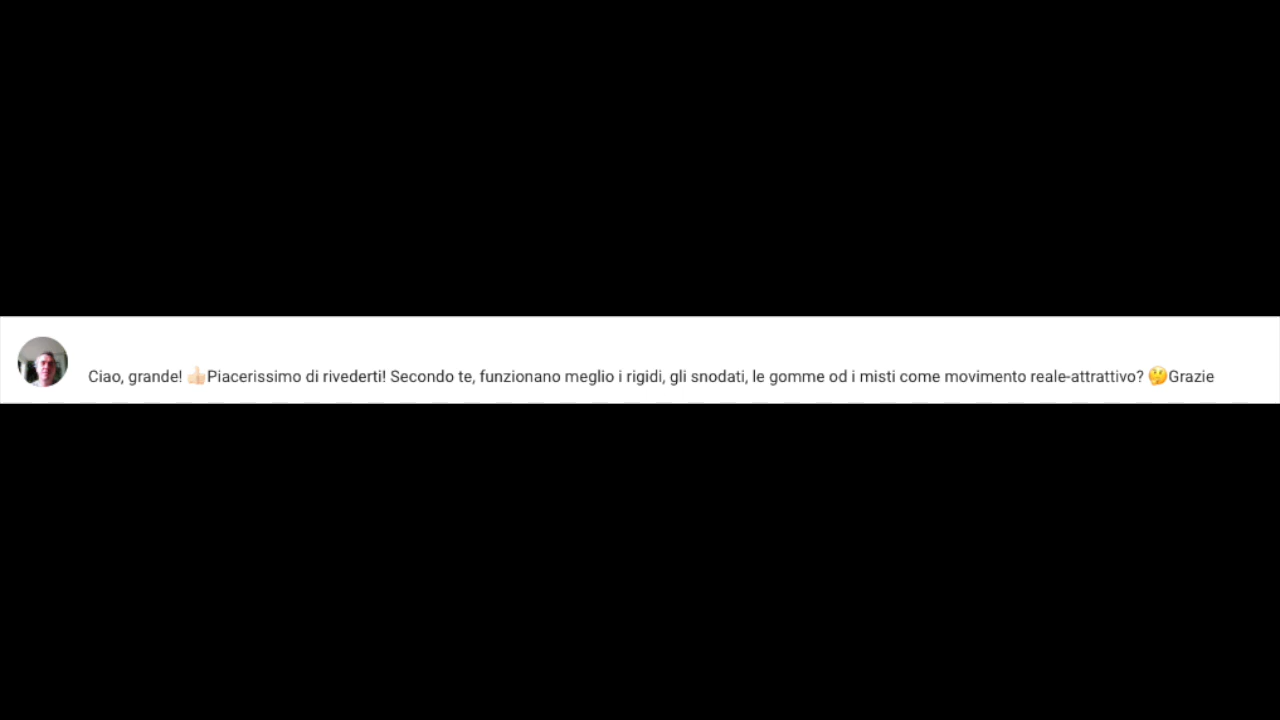 Ciao, grande! 👍🏻Piacerissimo di rivederti! Secondo te, funzionano meglio i rigidi, gli snodati, le gomme od i misti come movimento reale-attrattivo? 🤔Grazie